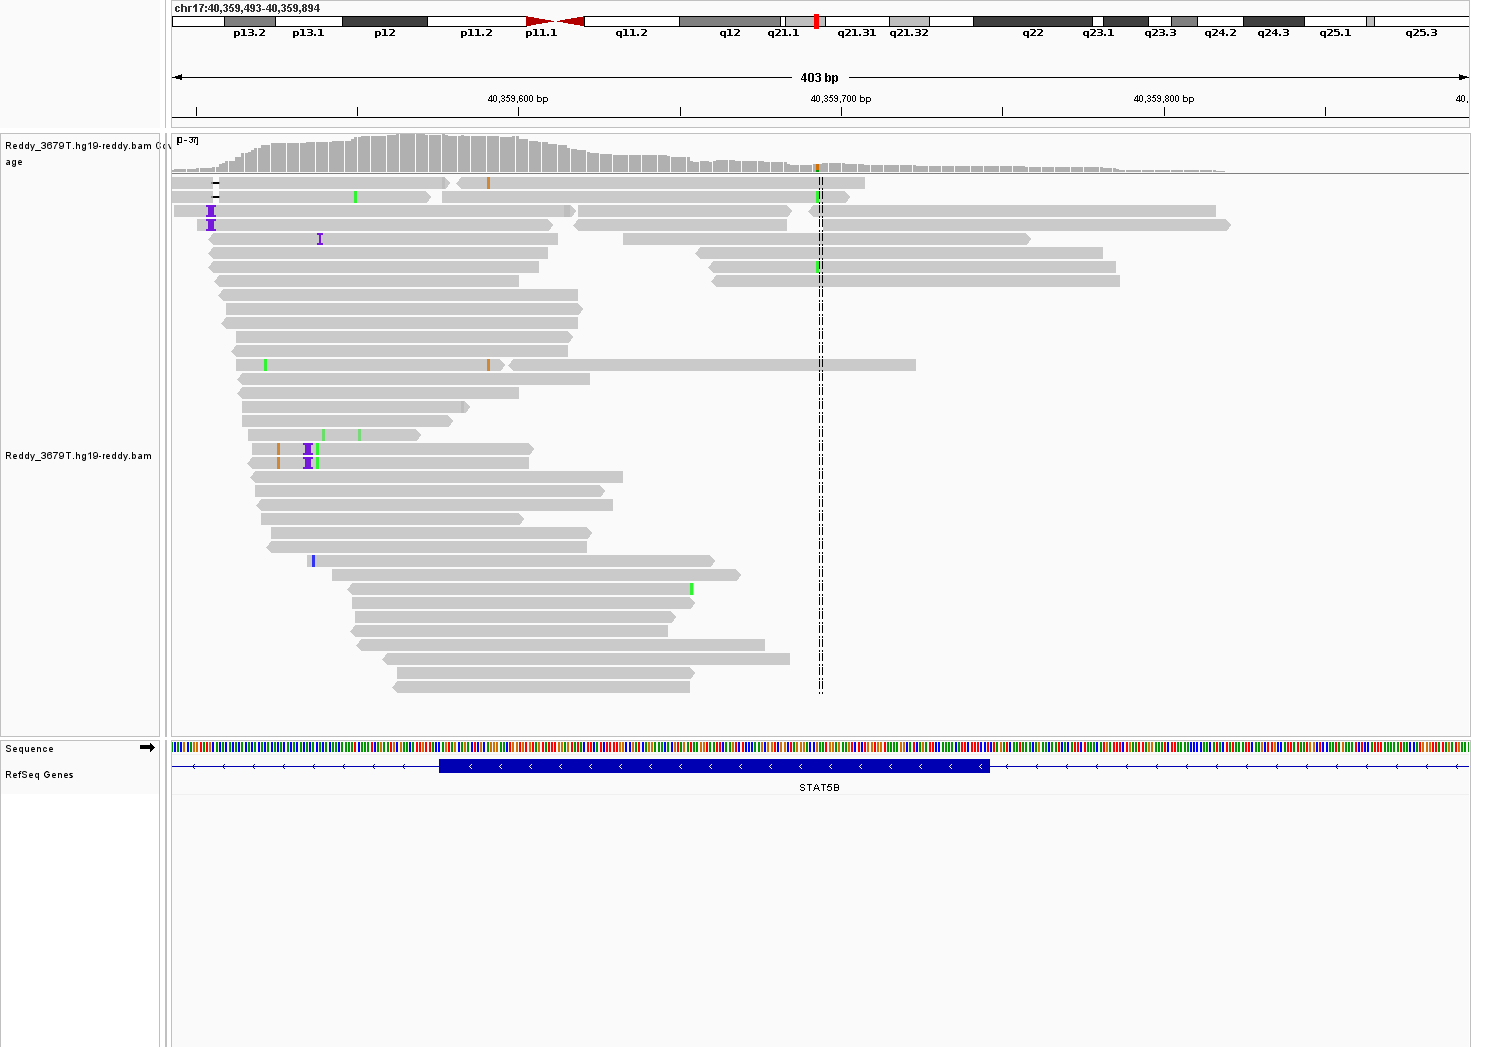 chr17:40,359,493-40,359,894
p13.2 p13.1 p12 p11.2 p11.1 q11.2 q12 q21.1 q21.31 q21.32 q22 q23.1 q23.3 q24.2 q24.3 q25.1 q25.3
403 bp
40,359,600 bp 40,359,700 bp 40,359,800 bp 40,
Reddy_3679T.hg19-reddy.bam Cov
age
[0 - 37]
Reddy_3679T.hg19-reddy.bam
Sequence
RefSeq Genes
STAT5B